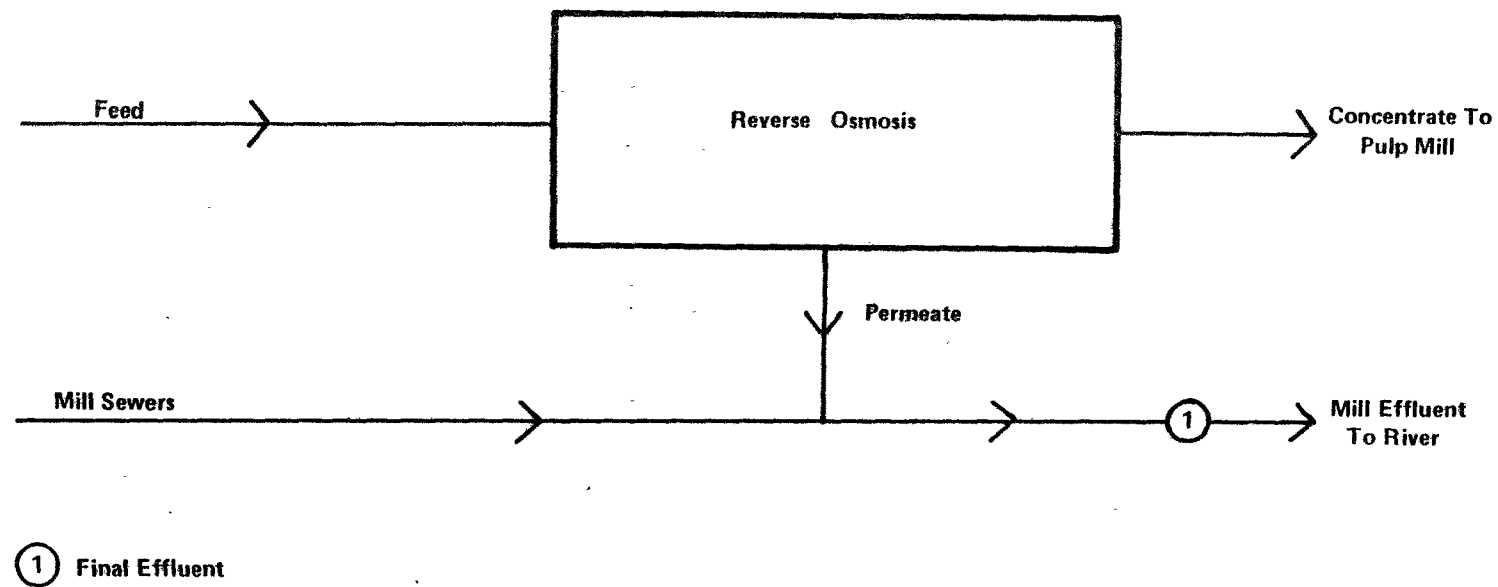 Feed
Reverse Osmosis
Concentrate To
Pulp Mill
Permeate
Mill Sewers
1
Mill Effluent
To River
1 Final Effluent